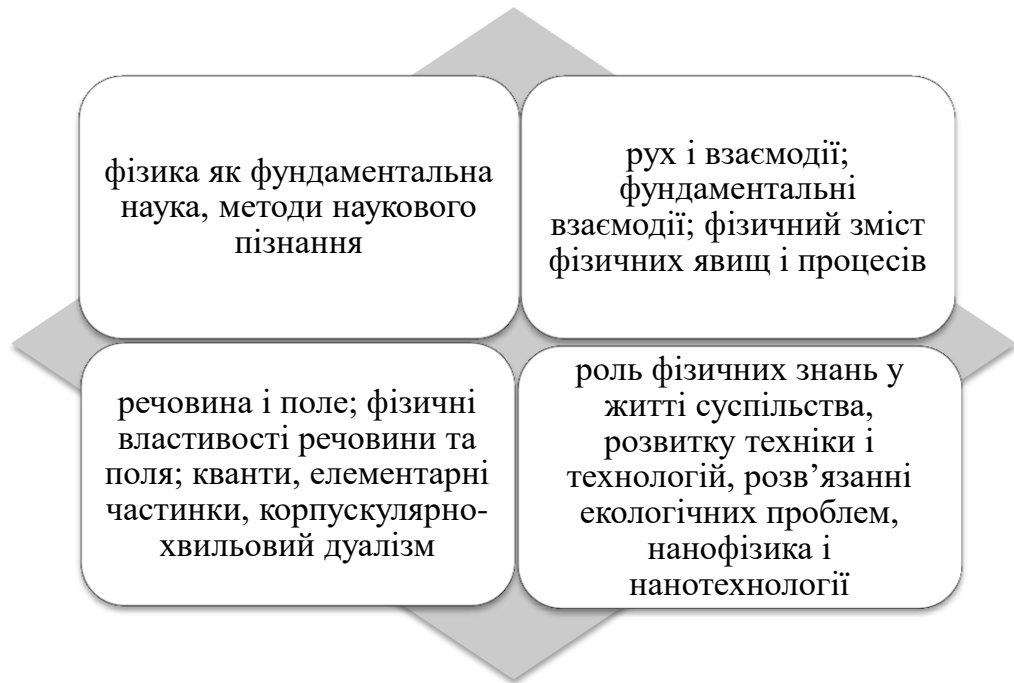 фізика як фундаментальна
наука, методи наукового
пізнання
рух і взаємодії;
фундаментальні
взаємодії; фізичний зміст
фізичних явищ і процесів
речовина і поле; фізичні
властивості речовини та
поля; кванти, елементарні
частинки, корпускулярно-
хвильовий дуалізм
роль фізичних знань у
житті суспільства,
розвитку техніки і
технологій, розв’язанні
екологічних проблем,
нанофізика і
нанотехнології